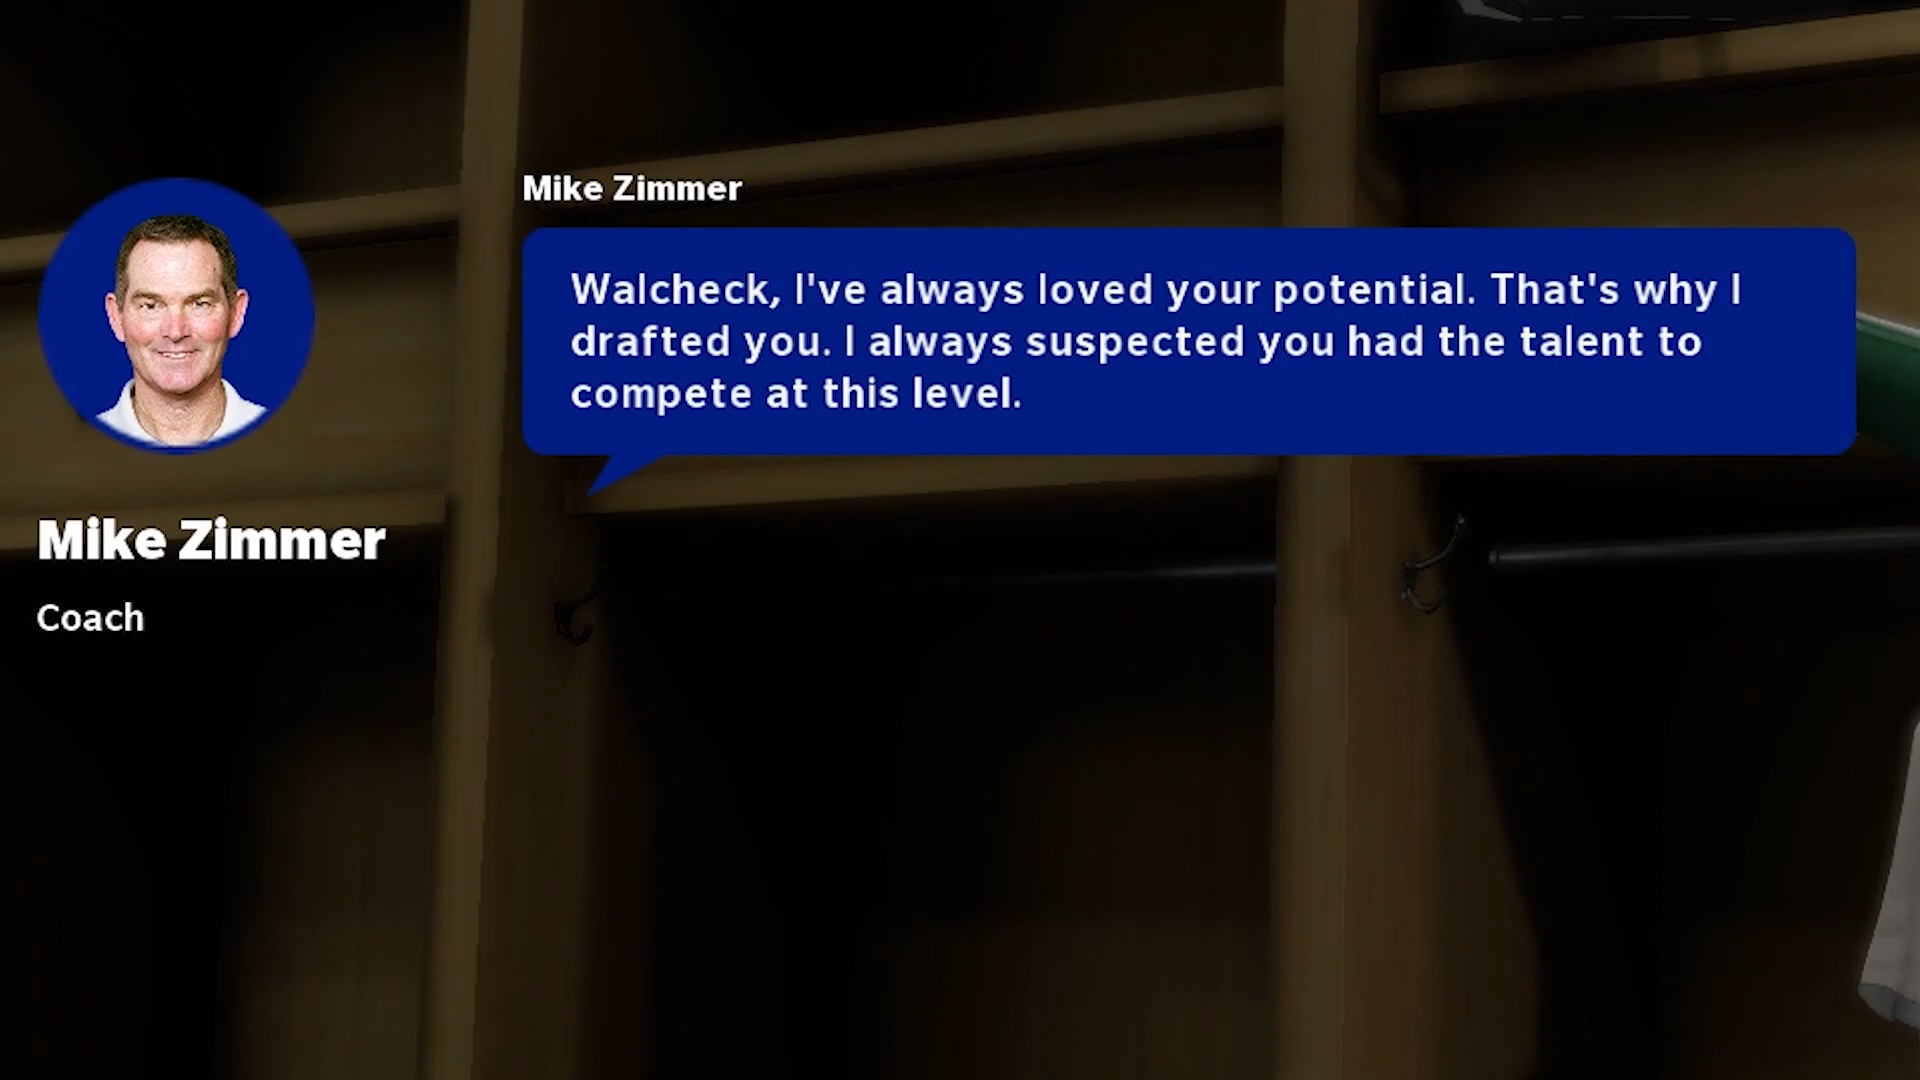 Mike Zimmer
Walcheck, I've always loved your potential. That's why I
drafted you. I always suspected you had the talent to
compete at this level.
Mike Zimmer
Coach